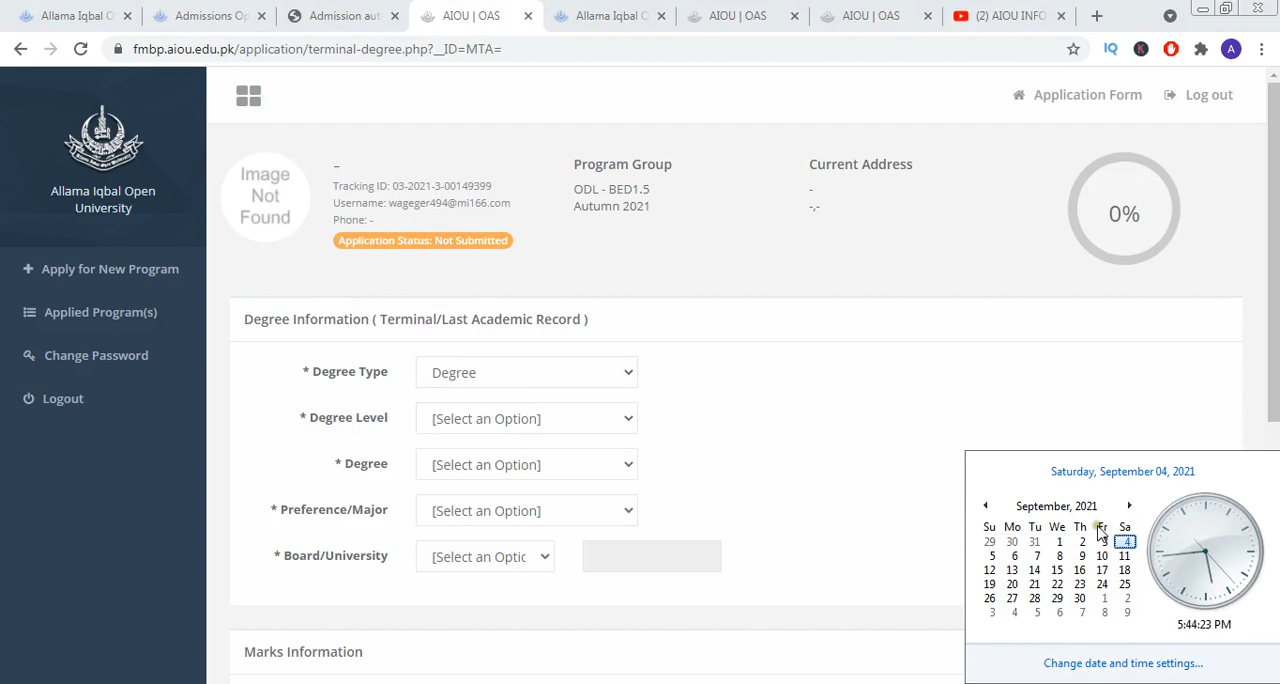 Allama Iqbal O
Admissions Op
Admission aut
AIOU | OAS
Allama Iqbal O
AIOU | OAS
AIOU | OAS
(2) AIOU INFO
fmbp.aiou.edu.pk/application/terminal-degree.php?__ID=MTA=
IQ
K
A
Allama Iqbal Open
University
Apply for New Program
Applied Program(s)
Change Password
Logout
Application Form
Log out
Image
Not
Found
-
Tracking ID: 03-2021-3-00149399
Username: wageger494@mi166.com
Phone: -
Application Status: Not Submitted
Program Group
ODL - BED1.5
Autumn 2021
Current Address
-
-,-
0%
Degree Information ( Terminal/Last Academic Record )
* Degree Type
Degree
* Degree Level
[Select an Option]
* Degree
[Select an Option]
* Preference/Major
[Select an Option]
* Board/University
[Select an Optic
Marks Information
Saturday, September 04, 2021
September, 2021
Su Mo Tu We Th Fr Sa
29 30 31 1 2 3 4
5 6 7 8 9 10 11
12 13 14 15 16 17 18
19 20 21 22 23 24 25
26 27 28 29 30 1 2
3 4 5 6 7 8 9
5:44:23 PM
Change date and time settings...